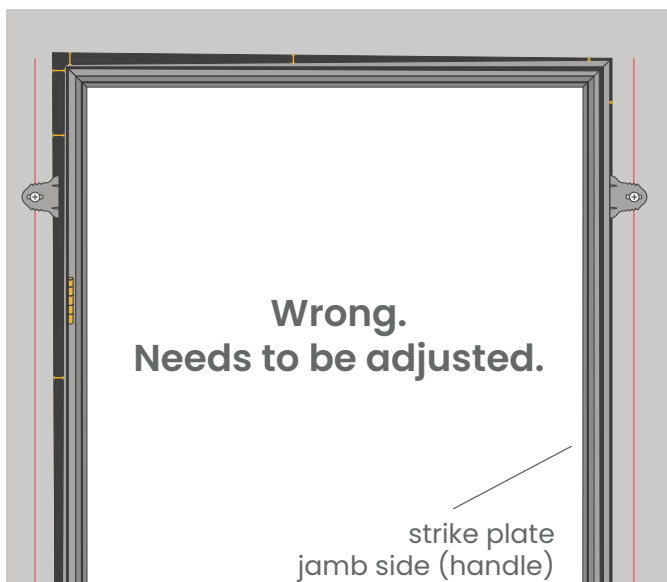 Wrong.
Needs to be adjusted.
strike plate
jamb side (handle)